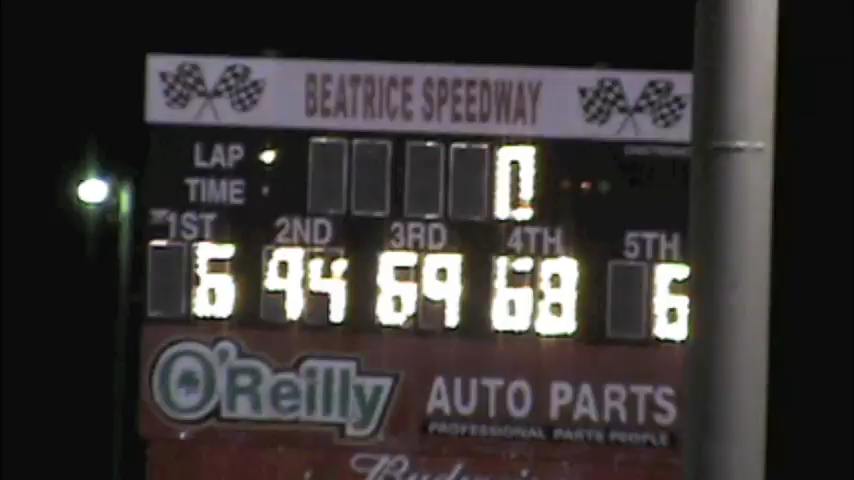 BEATRICE SPEEDWAY
LAP 0
TIME
1ST 2ND 3RD 4TH 5TH
6 94 69 68 6
O'Reilly AUTO PARTS
PROFESSIONAL PARTS PEOPLE